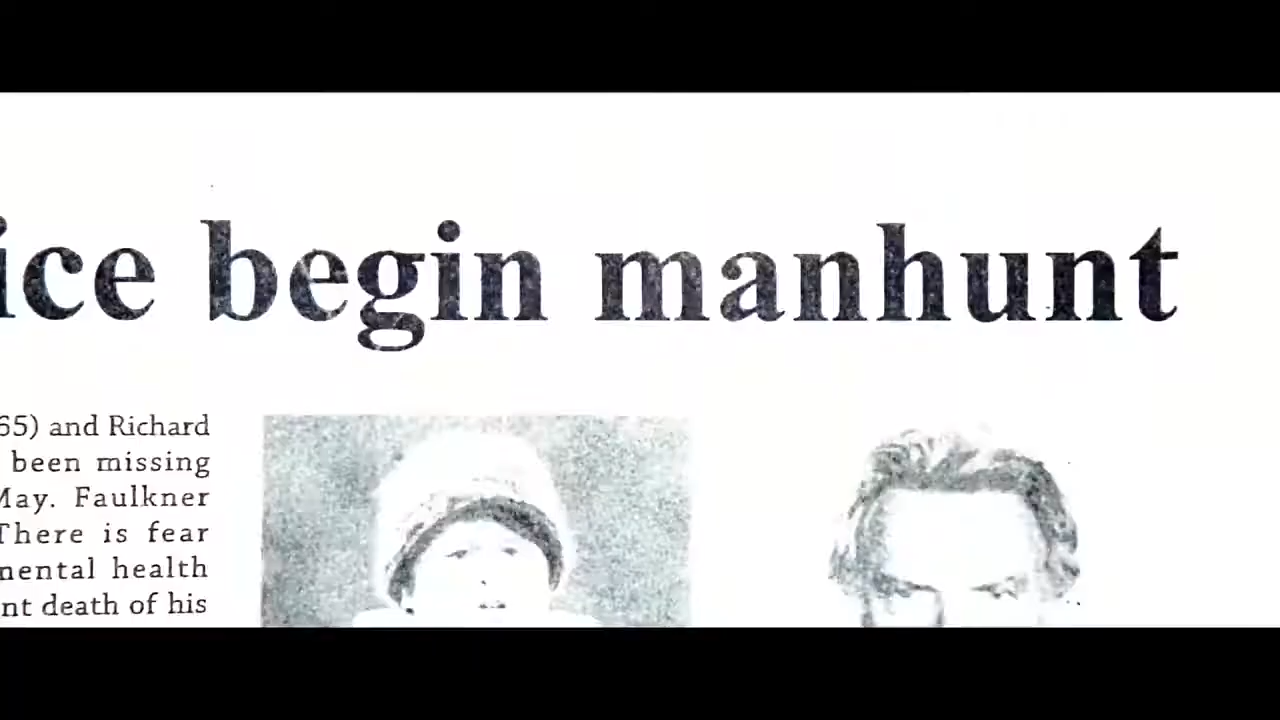 ice begin manhunt
65) and Richard
been missing
May. Faulkner
There is fear
mental health
nt death of his